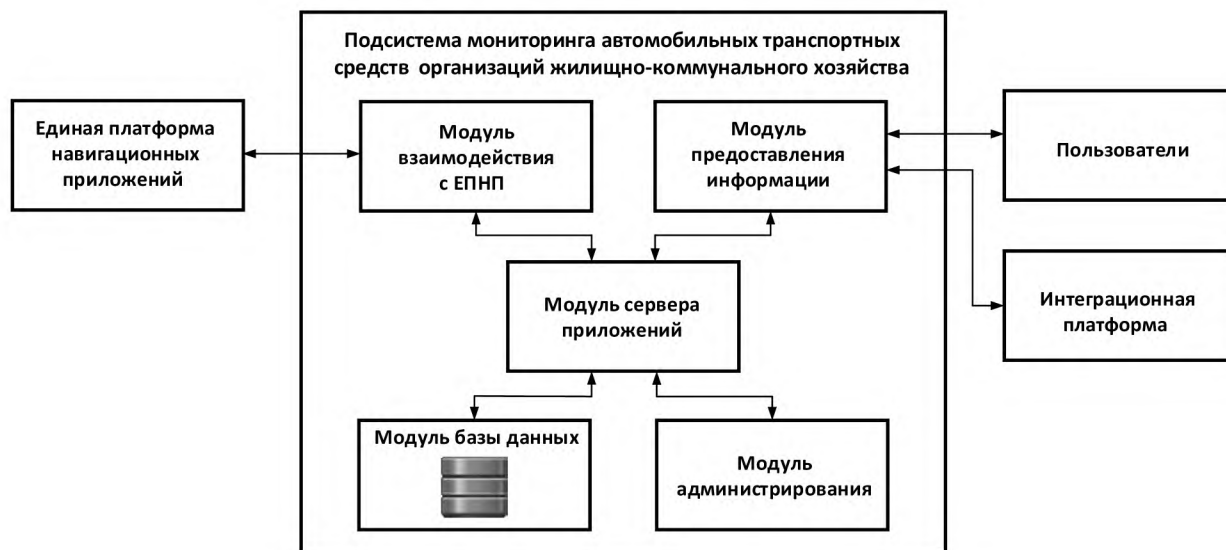 Подсистема мониторинга автомобильных транспортных
средств организаций жилищно-коммунального хозяйства
Единая платформа
навигационных
приложений
Модуль
взаимодействия
с ЕПНП
Модуль
предоставления
информации
Пользователи
Модуль сервера
приложений
Интеграционная
платформа
Модуль базы данных
Модуль
администрирования